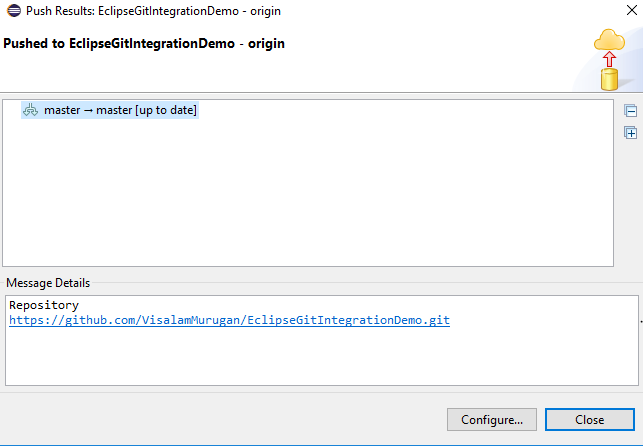 Push Results: EclipseGitIntegrationDemo - origin
Pushed to EclipseGitIntegrationDemo - origin
master → master [up to date]
Message Details
Repository
https://github.com/VisalamMurugan/EclipseGitIntegrationDemo.git
Configure...
Close